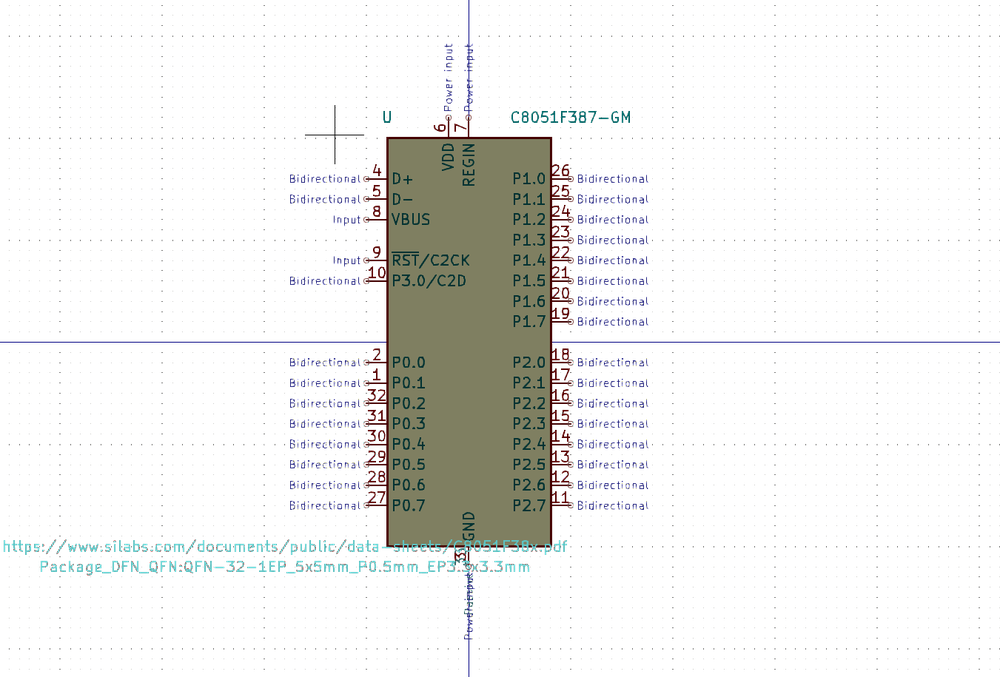 Power input Power input
U C8051F387-GM
6 7
VDD REGIN
Bidirectional 4 D+ P1.0 26 Bidirectional
Bidirectional 5 D- P1.1 25 Bidirectional
Input 8 VBUS P1.2 24 Bidirectional
P1.3 23 Bidirectional
Input 9 RST/C2CK P1.4 22 Bidirectional
Bidirectional 10 P3.0/C2D P1.5 21 Bidirectional
P1.6 20 Bidirectional
P1.7 19 Bidirectional
Bidirectional 2 P0.0 P2.0 18 Bidirectional
Bidirectional 1 P0.1 P2.1 17 Bidirectional
Bidirectional 32 P0.2 P2.2 16 Bidirectional
Bidirectional 31 P0.3 P2.3 15 Bidirectional
Bidirectional 30 P0.4 P2.4 14 Bidirectional
Bidirectional 29 P0.5 P2.5 13 Bidirectional
Bidirectional 28 P0.6 P2.6 12 Bidirectional
Bidirectional 27 P0.7 P2.7 11 Bidirectional
GND
https://www.silabs.com/documents/public/data-sheets/C8051F38x.pdf
Package_DFN_QFN:QFN-32-1EP_5x5mm_P0.5mm_EP3.3x3.3mm